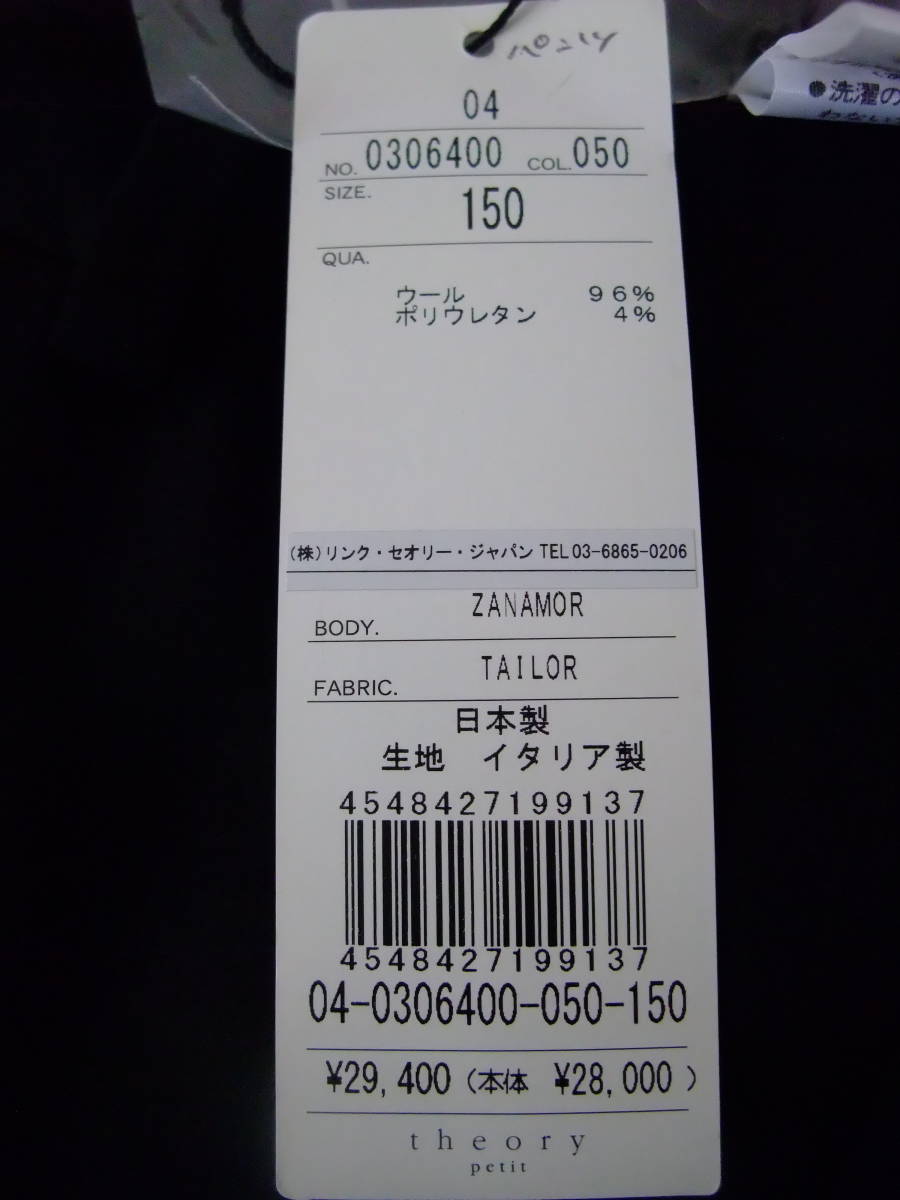 04
NO. 0306400 COL. 050
SIZE. 150
QUA.
ウール 96%
ポリウレタン 4%
(株)リンク・セオリー・ジャパン TEL 03-6865-0206
BODY. ZANAMOR
FABRIC. TAILOR
日本製
生地 イタリア製
4548427199137
4548427199137
04-0306400-050-150
¥29,400 (本体 ¥28,000 )
theory
petit
●洗濯の